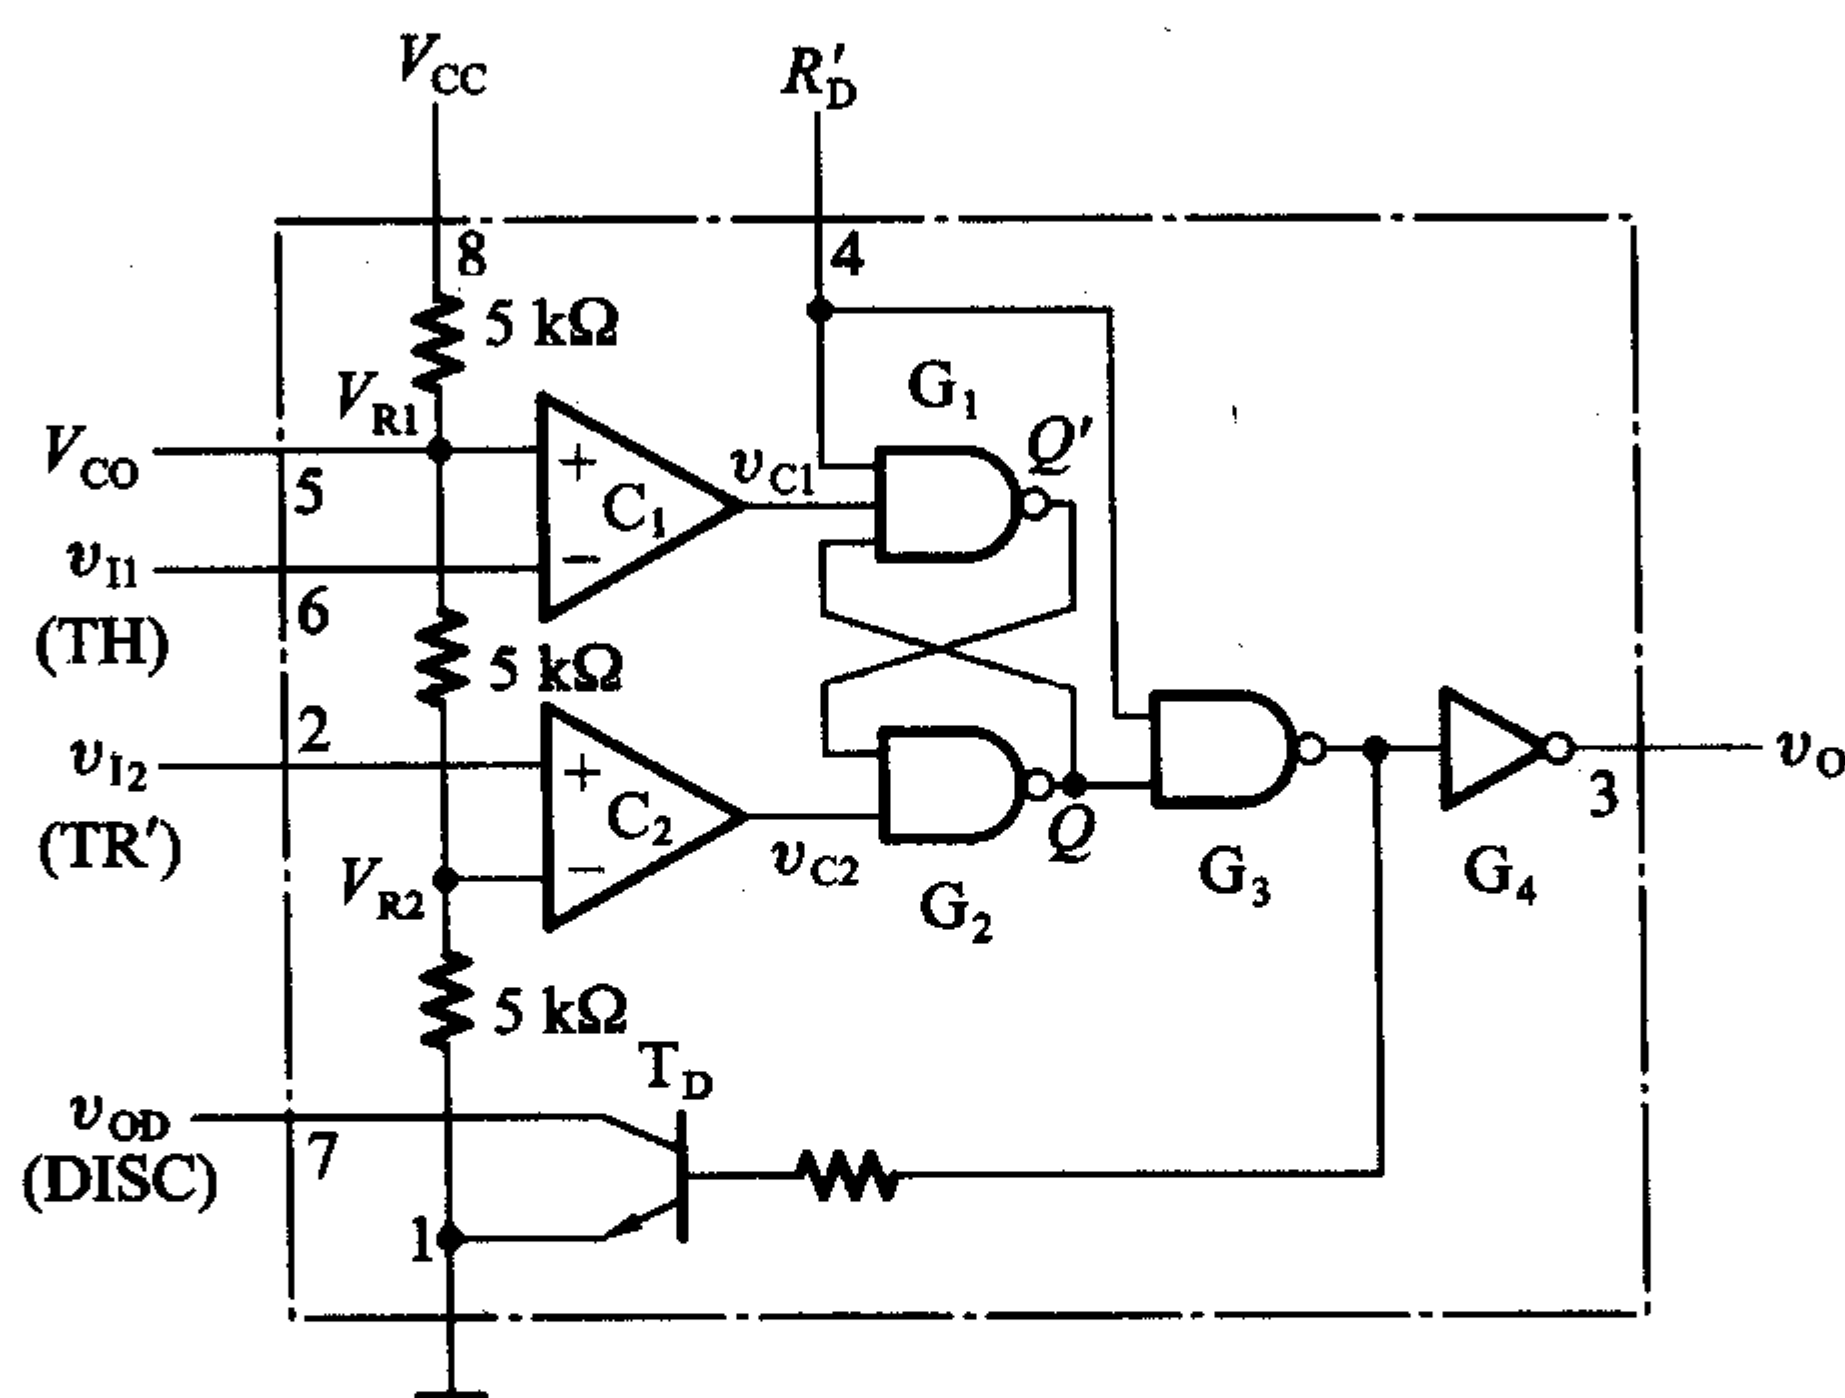 V_CC
R'_D
8
4
5 kΩ
G_1
V_R1
Q'
V_CO
+
v_C1
5
C_1
v_I1
−
6
(TH)
5 kΩ
2
v_I2
+
v_O
C_2
3
(TR')
Q
V_R2
−
v_C2
G_3
G_4
G_2
5 kΩ
T_D
v_OD
7
(DISC)
1